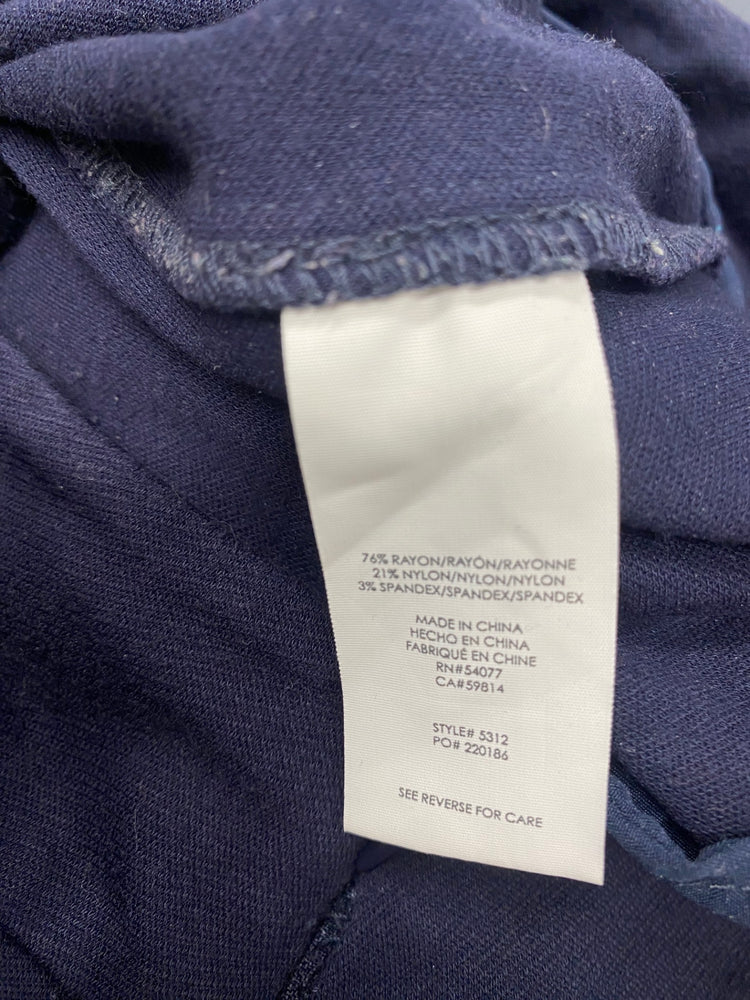 76% RAYON/RAYÓN/RAYONNE
21% NYLON/NYLON/NYLON
3% SPANDEX/SPANDEX/SPANDEX
MADE IN CHINA
HECHO EN CHINA
FABRIQUÉ EN CHINE
RN#54077
CA#59814
STYLE# 5312
PO# 220186
SEE REVERSE FOR CARE